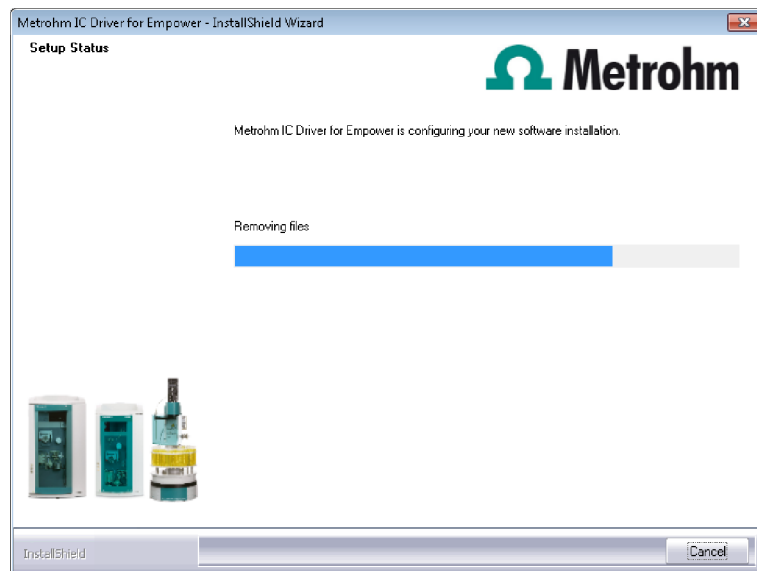 Metrohm IC Driver for Empower - InstallShield Wizard
Setup Status
Metrohm
Metrohm IC Driver for Empower is configuring your new software installation.
Removing files
InstallShield
Cancel